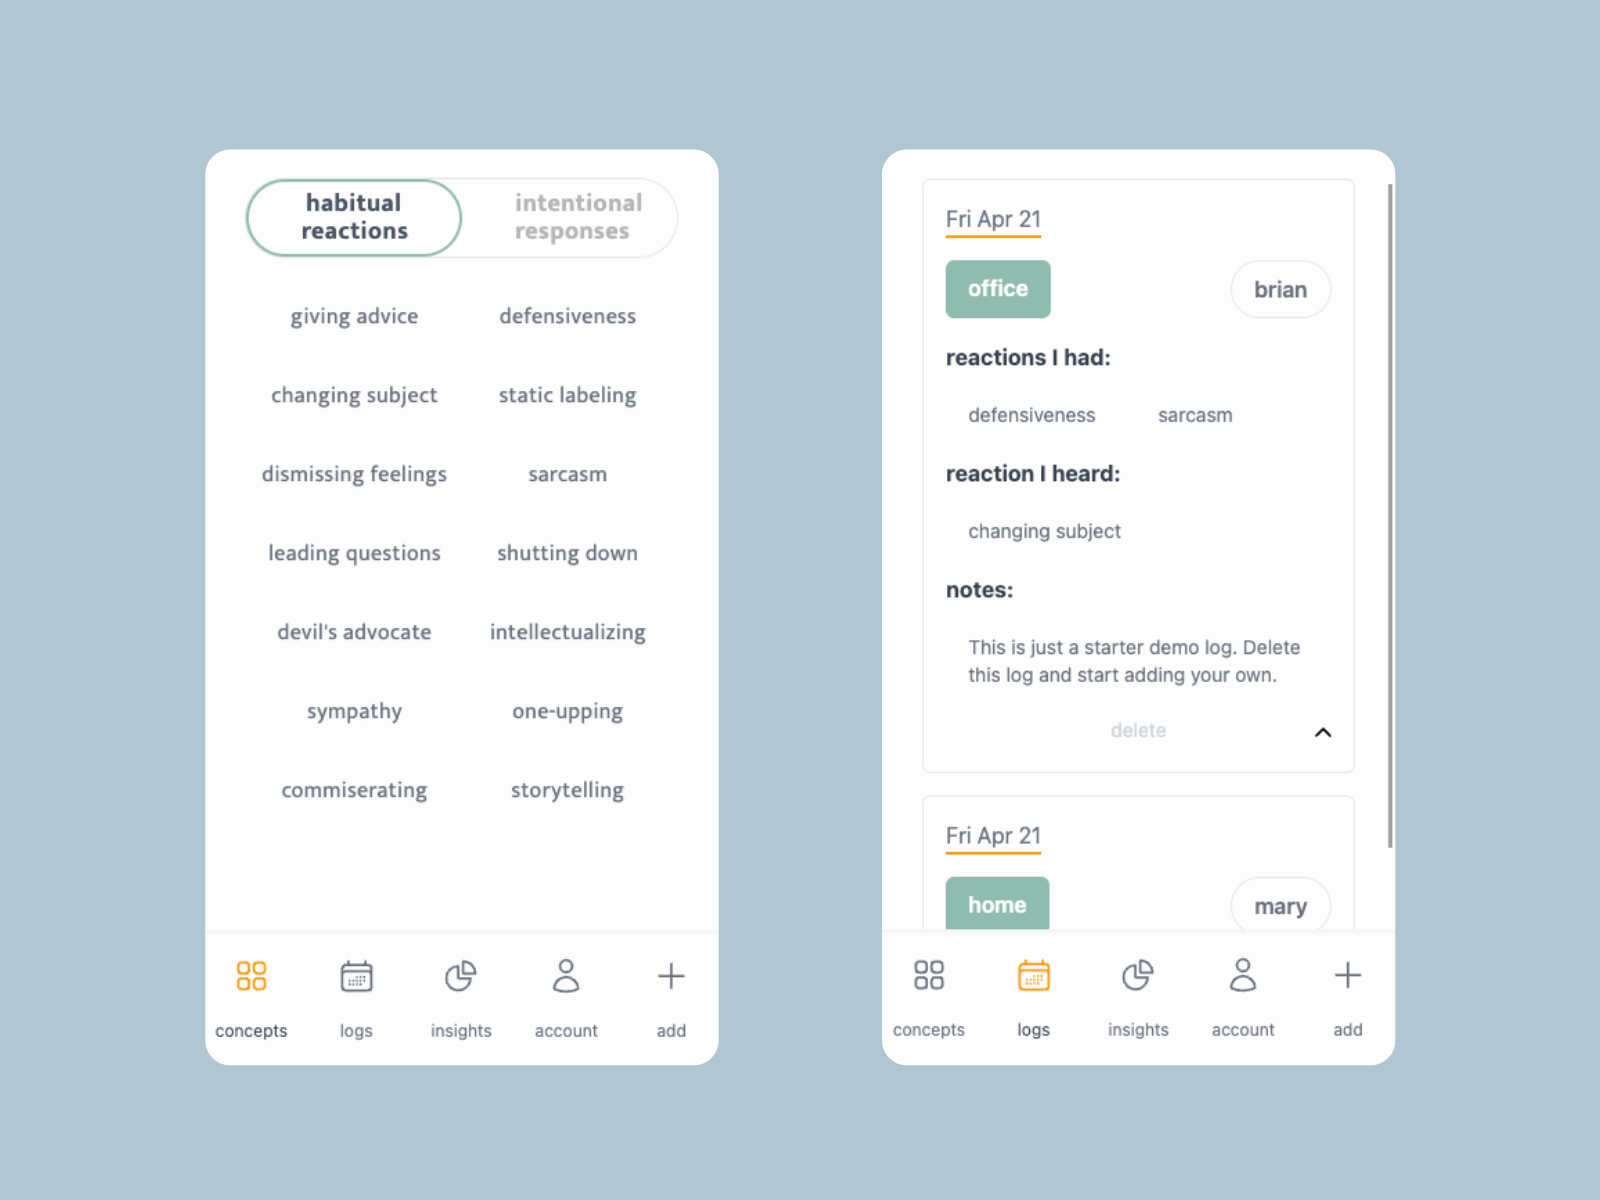 habitual
reactions
intentional
responses
giving advice
defensiveness
changing subject
static labeling
dismissing feelings
sarcasm
leading questions
shutting down
devil's advocate
intellectualizing
sympathy
one-upping
commiserating
storytelling
concepts
logs
insights
account
add
Fri Apr 21
office
brian
reactions I had:
defensiveness
sarcasm
reaction I heard:
changing subject
notes:
This is just a starter demo log. Delete
this log and start adding your own.
delete
Fri Apr 21
home
mary
concepts
logs
insights
account
add